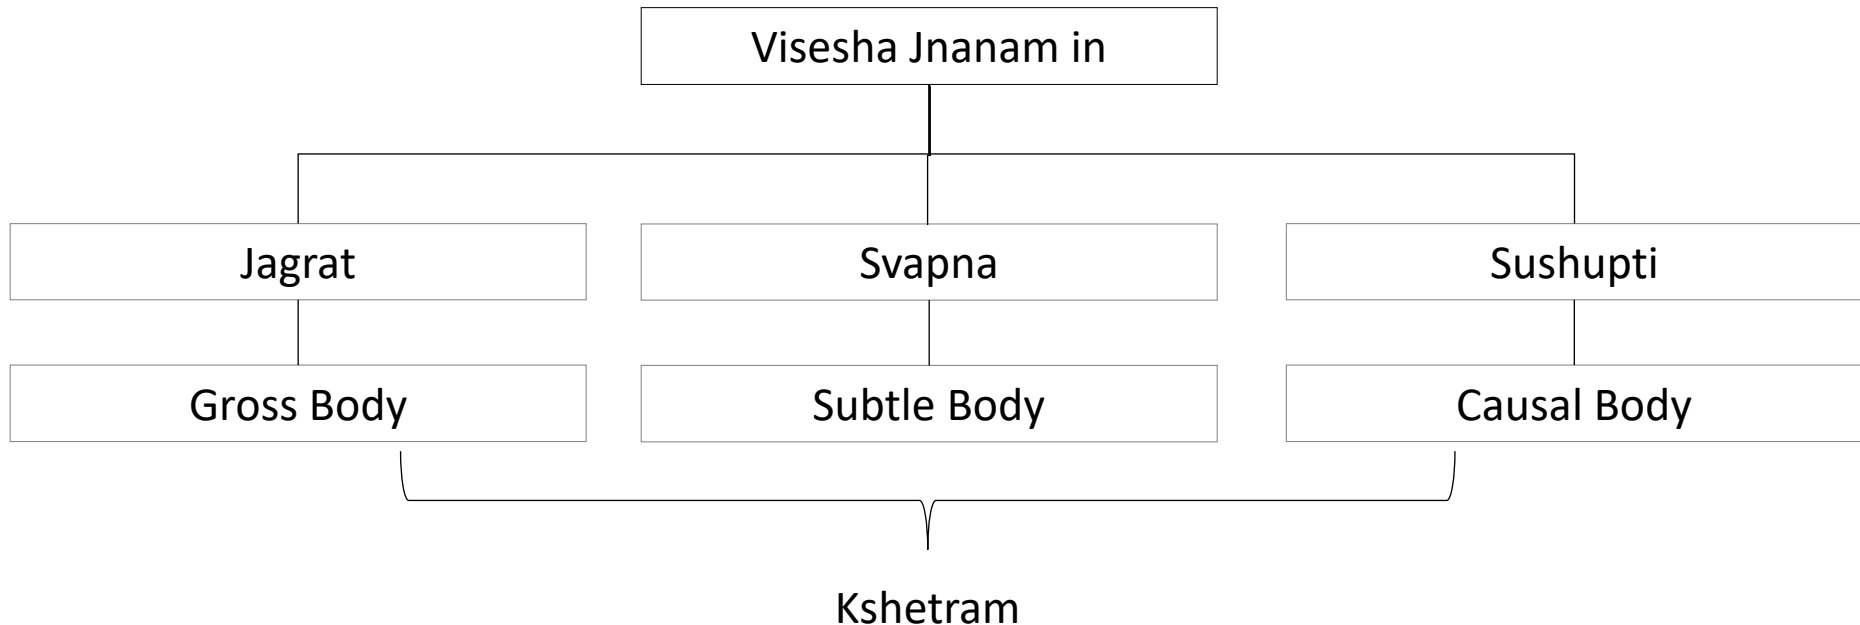 Visesha Jnanam in
Jagrat
Svapna
Sushupti
Gross Body
Subtle Body
Causal Body
Kshetram